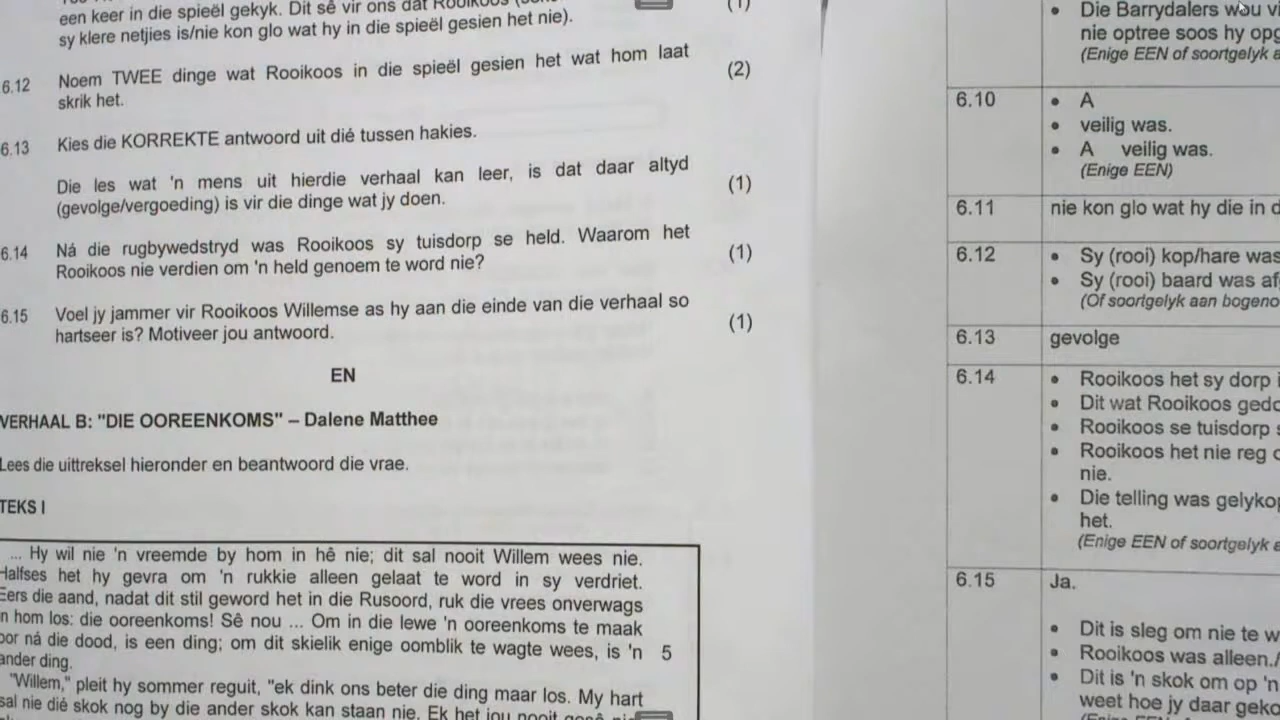 een keer in die spieël gekyk. Dit sê vir ons dat Rooikoos
(1)
sy klere netjies is/nie kon glo wat hy in die spieël gesien het nie).
6.12 Noem TWEE dinge wat Rooikoos in die spieël gesien het wat hom laat (2)
skrik het.
6.13 Kies die KORREKTE antwoord uit dié tussen hakies.
Die les wat 'n mens uit hierdie verhaal kan leer, is dat daar altyd (1)
(gevolge/vergoeding) is vir die dinge wat jy doen.
6.14 Ná die rugbywedstryd was Rooikoos sy tuisdorp se held. Waarom het (1)
Rooikoos nie verdien om 'n held genoem te word nie?
6.15 Voel jy jammer vir Rooikoos Willemse as hy aan die einde van die verhaal so (1)
hartseer is? Motiveer jou antwoord.
EN
VERHAAL B: "DIE OOREENKOMS" – Dalene Matthee
Lees die uittreksel hieronder en beantwoord die vrae.
TEKS I
... Hy wil nie 'n vreemde by hom in hê nie; dit sal nooit Willem wees nie.
Halfses het hy gevra om 'n rukkie alleen gelaat te word in sy verdriet.
Eers die aand, nadat dit stil geword het in die Rusoord, ruk die vrees onverwags
in hom los: die ooreenkoms! Sê nou ... Om in die lewe 'n ooreenkoms te maak
oor ná die dood, is een ding; om dit skielik enige oomblik te wagte wees, is 'n 5
ander ding.
"Willem," pleit hy sommer reguit, "ek dink ons beter die ding maar los. My hart
sal nie dié skok nog by die ander skok kan staan nie. Ek het jou nooit
• Die Barrydalers wou
nie optree soos hy
(Enige EEN of soortgelyk
6.10 • A
• veilig was.
• A veilig was.
(Enige EEN)
6.11 nie kon glo wat hy die in
6.12 • Sy (rooi) kop/hare was
• Sy (rooi) baard was
(Of soortgelyk aan
6.13 gevolge
6.14 • Rooikoos het sy dorp
• Dit wat Rooikoos
• Rooikoos se tuisdorp
• Rooikoos het nie reg
nie.
• Die telling was
het.
(Enige EEN of soortgelyk
6.15 Ja.
• Dit is sleg om nie te
• Rooikoos was alleen./
• Dit is 'n skok om op 'n
weet hoe jy daar